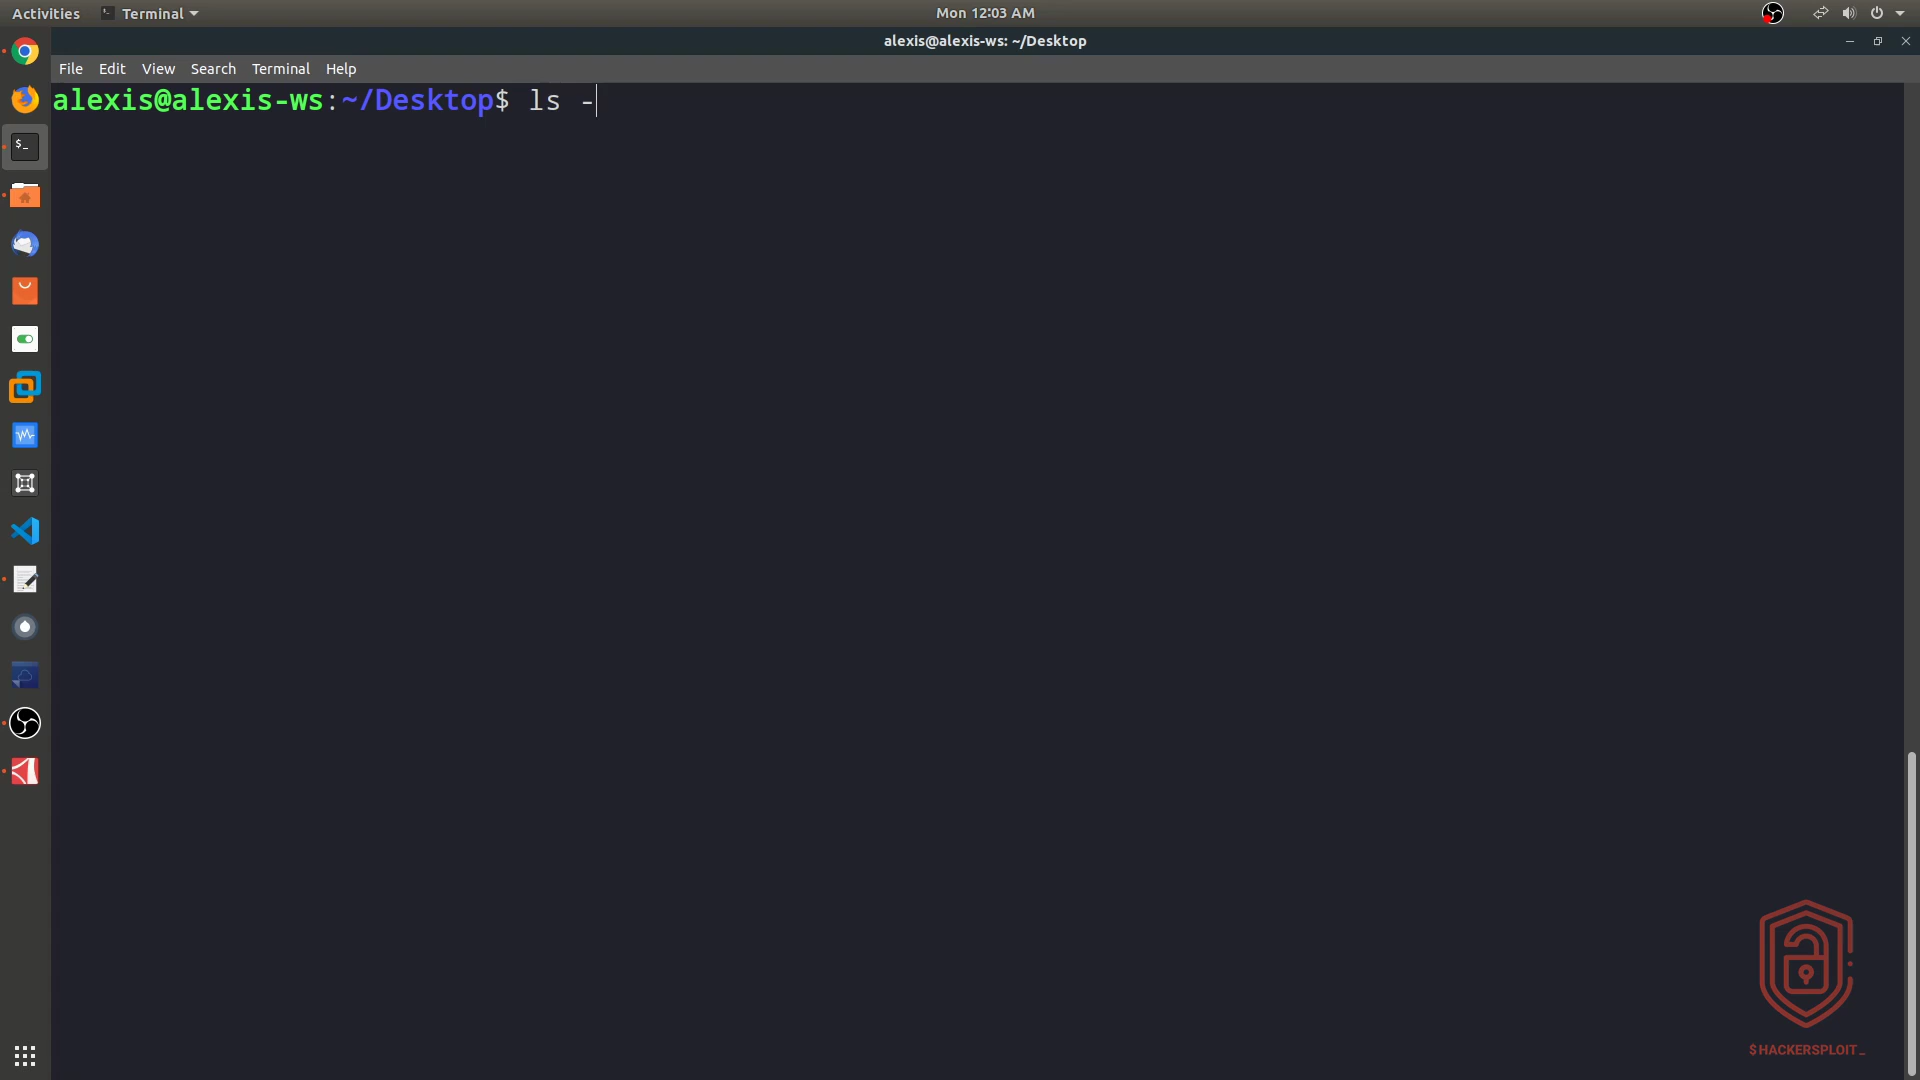 Activities
Terminal
Mon 12:03 AM
alexis@alexis-ws: ~/Desktop
File Edit View Search Terminal Help
alexis@alexis-ws:~/Desktop$ ls -
$_
$HACKERSPLOIT_